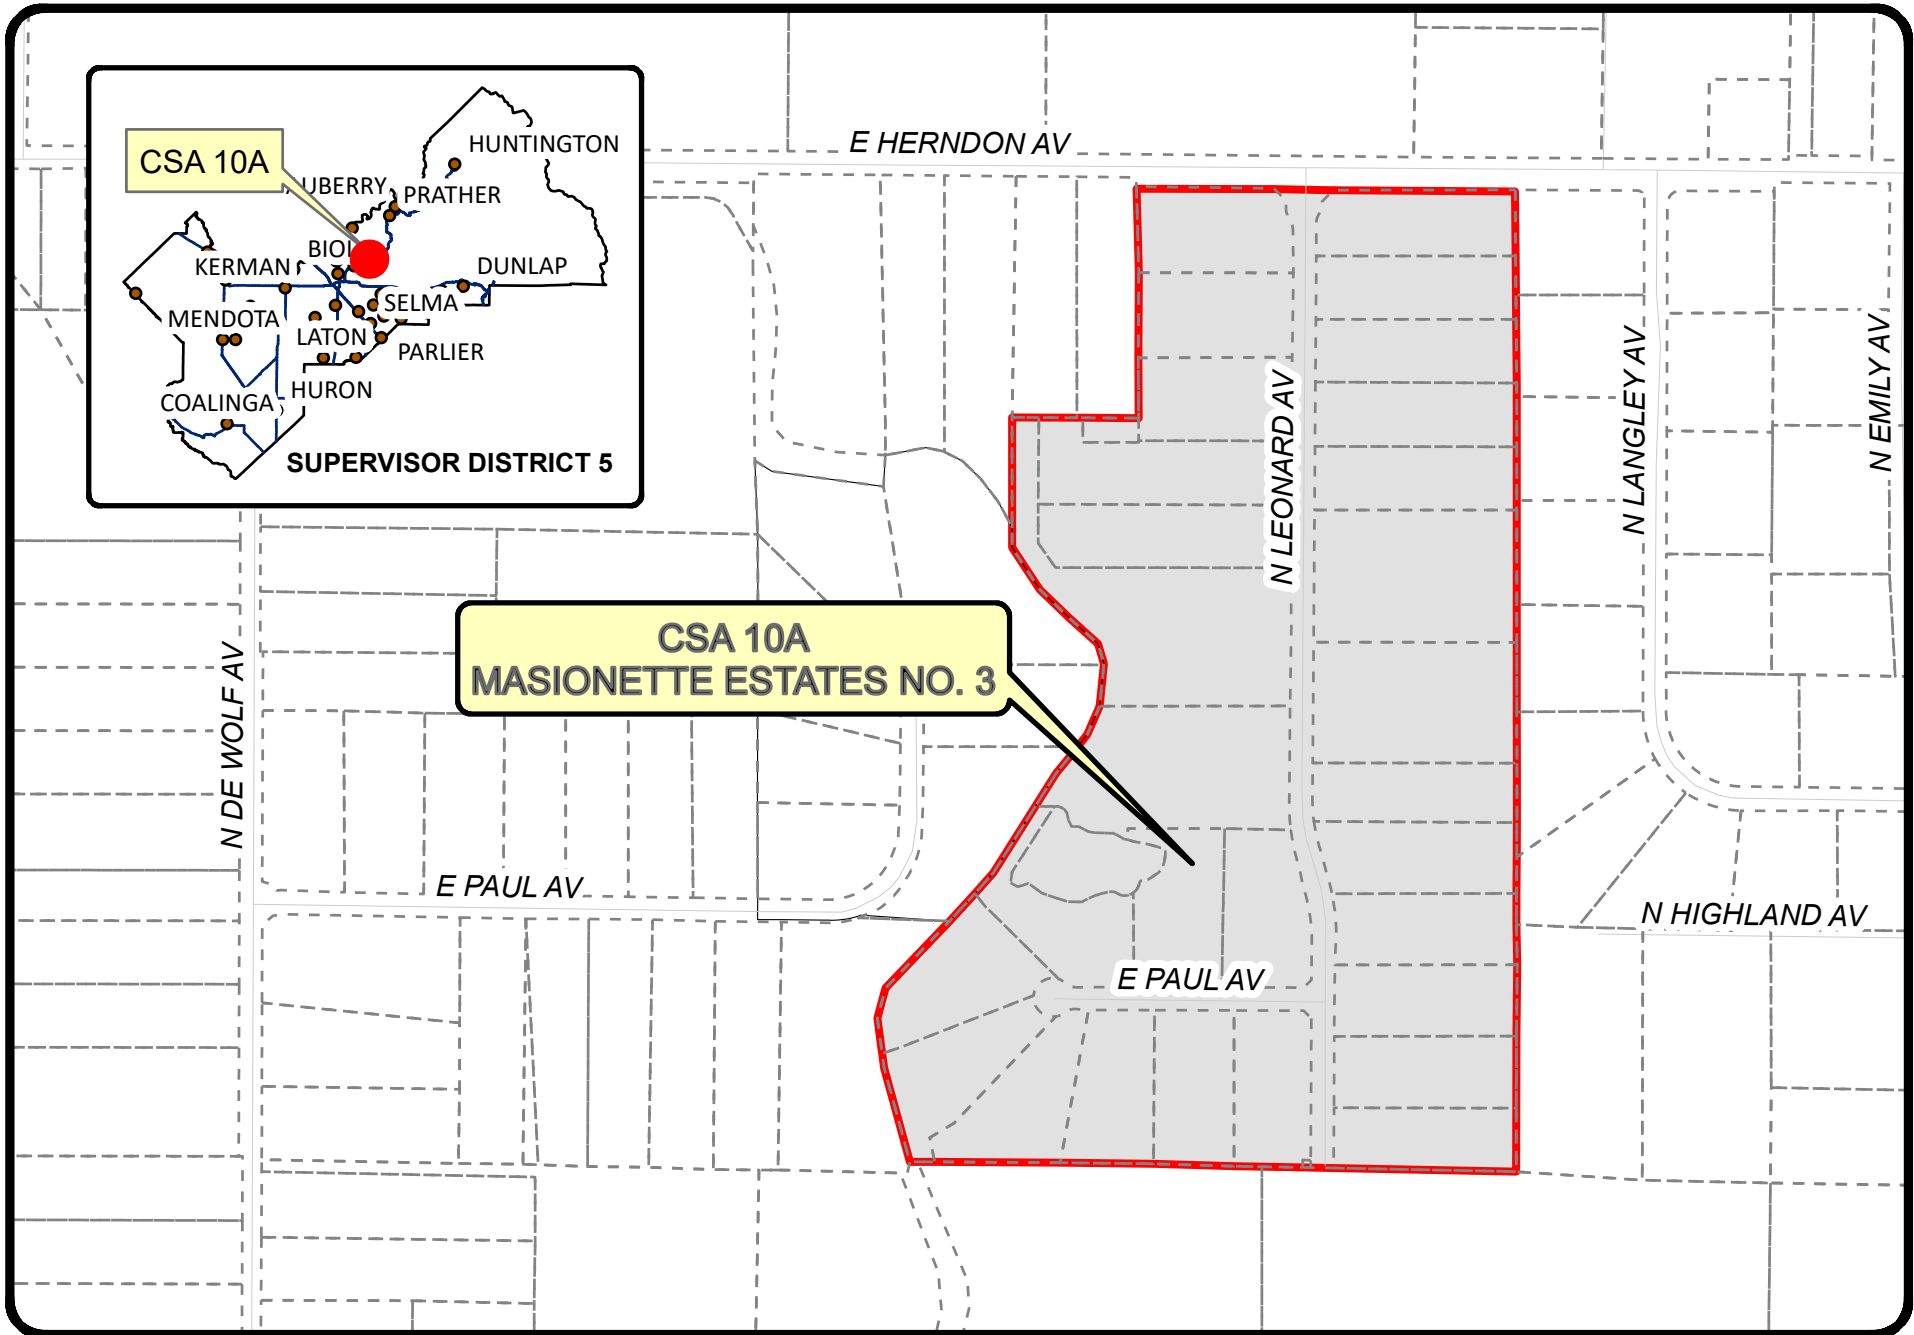 E HERNDON AV
CSA 10A
HUNTINGTON
UBERRY
PRATHER
BIOL
KERMAN
DUNLAP
SELMA
MENDOTA
LATON
PARLIER
HURON
COALINGA
SUPERVISOR DISTRICT 5
N LEONARD AV
N LANGLEY AV
N EMILY AV
CSA 10A
MASIONETTE ESTATES NO. 3
N DE WOLF AV
E PAUL AV
N HIGHLAND AV
E PAUL AV